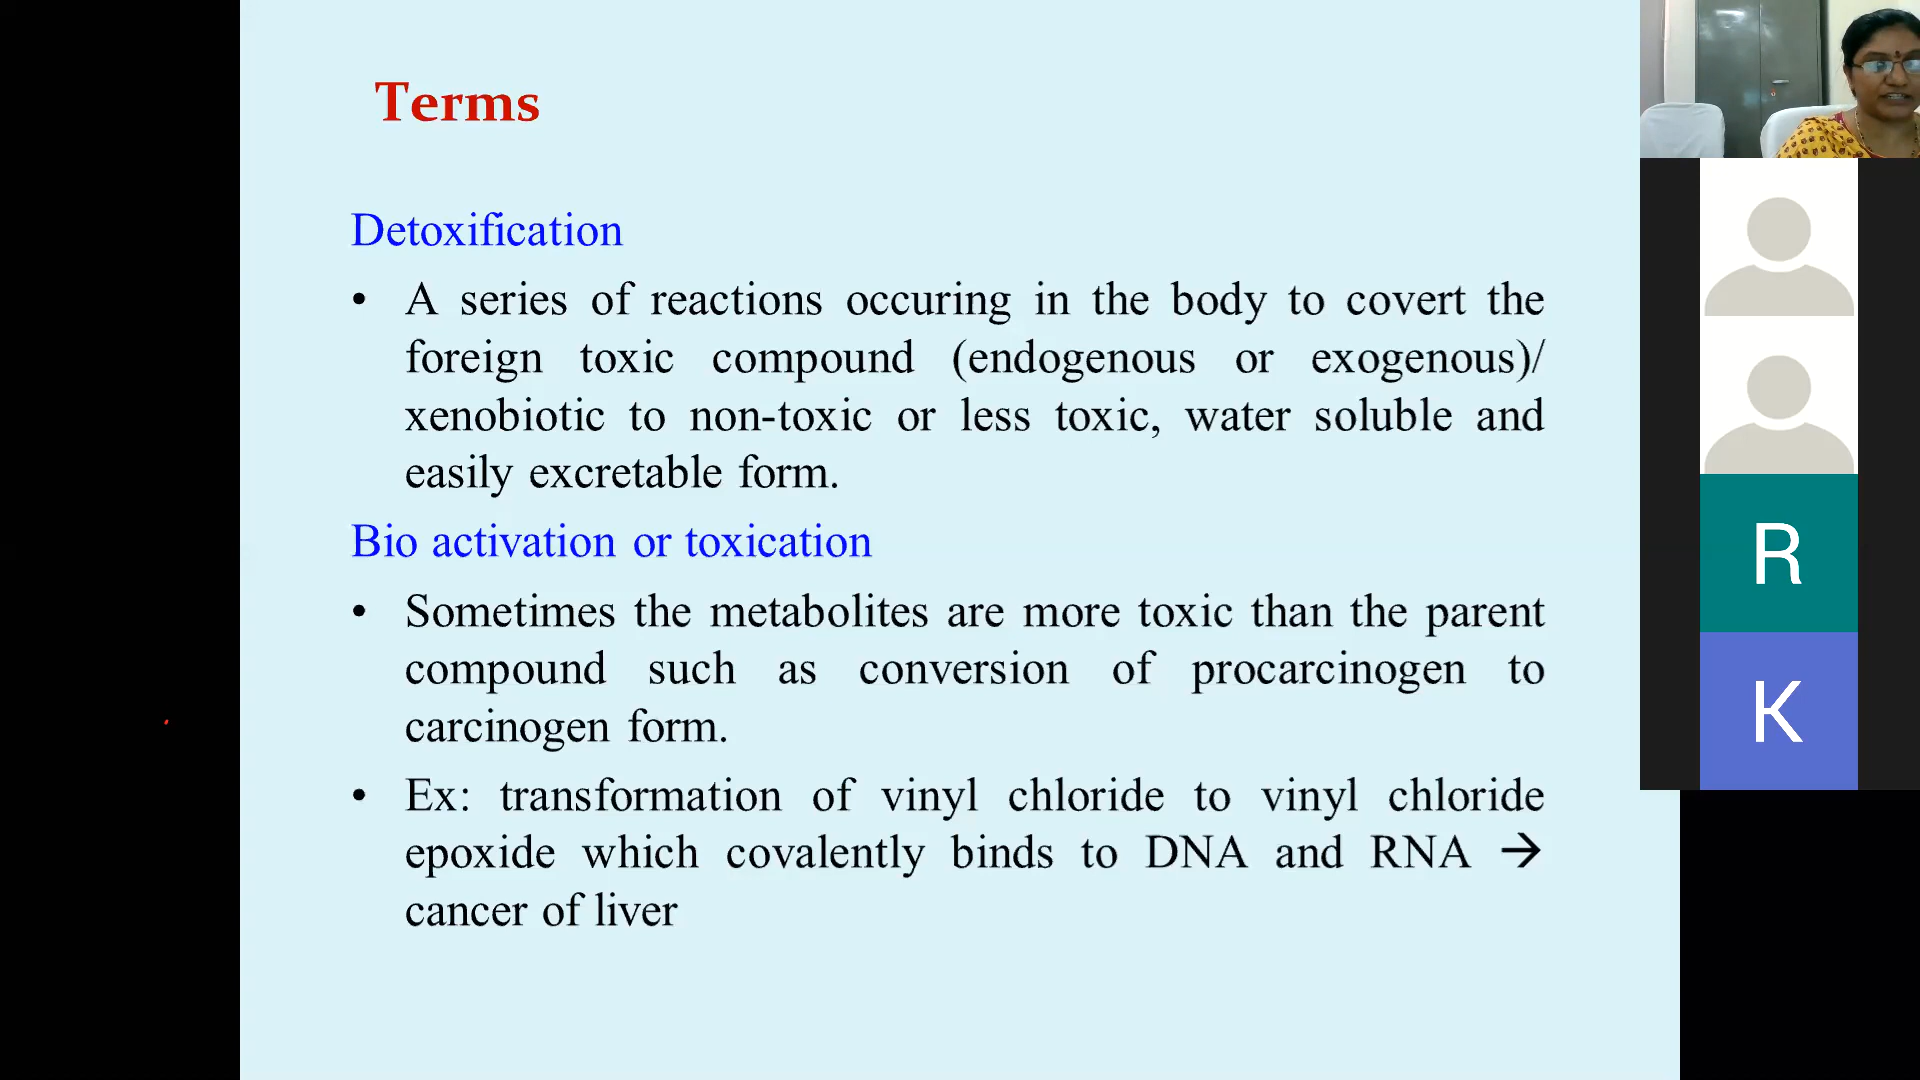 Terms
Detoxification
• A series of reactions occuring in the body to covert the
foreign toxic compound (endogenous or exogenous)/
xenobiotic to non-toxic or less toxic, water soluble and
easily excretable form.
Bio activation or toxication
• Sometimes the metabolites are more toxic than the parent
compound such as conversion of procarcinogen to
carcinogen form.
• Ex: transformation of vinyl chloride to vinyl chloride
epoxide which covalently binds to DNA and RNA →
cancer of liver
R
K